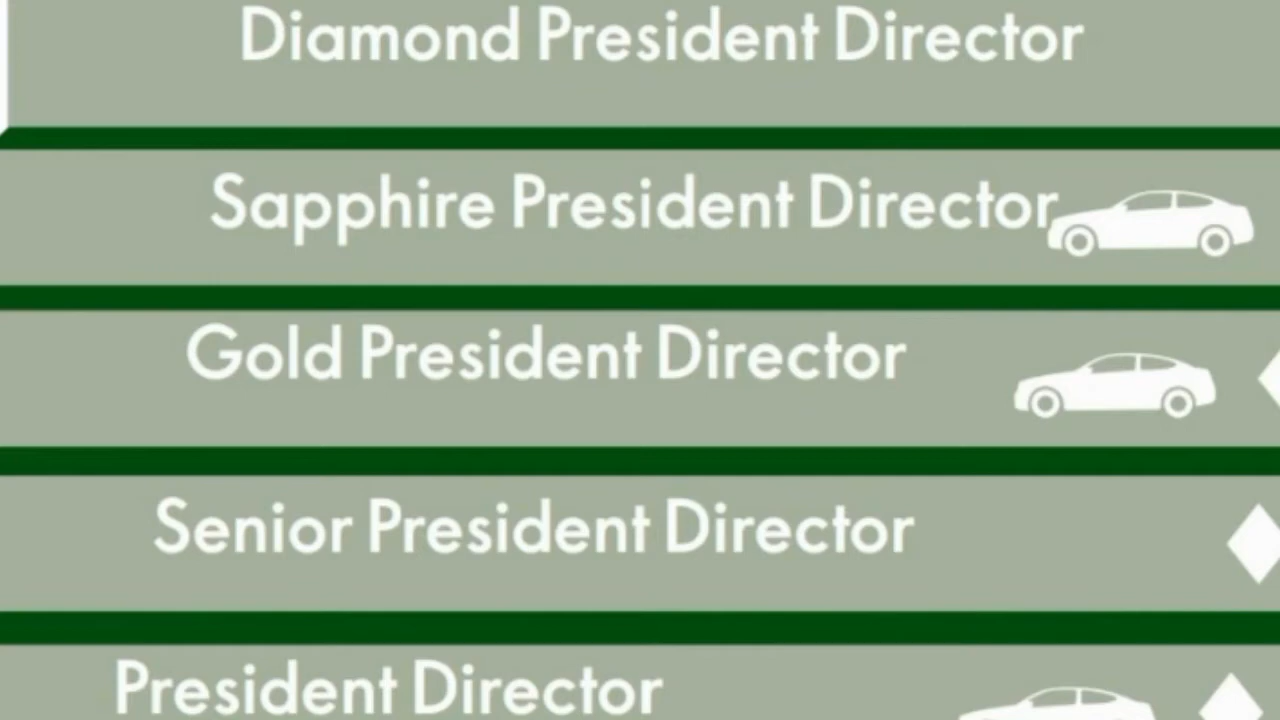 Diamond President Director
Sapphire President Director
Gold President Director
Senior President Director
President Director